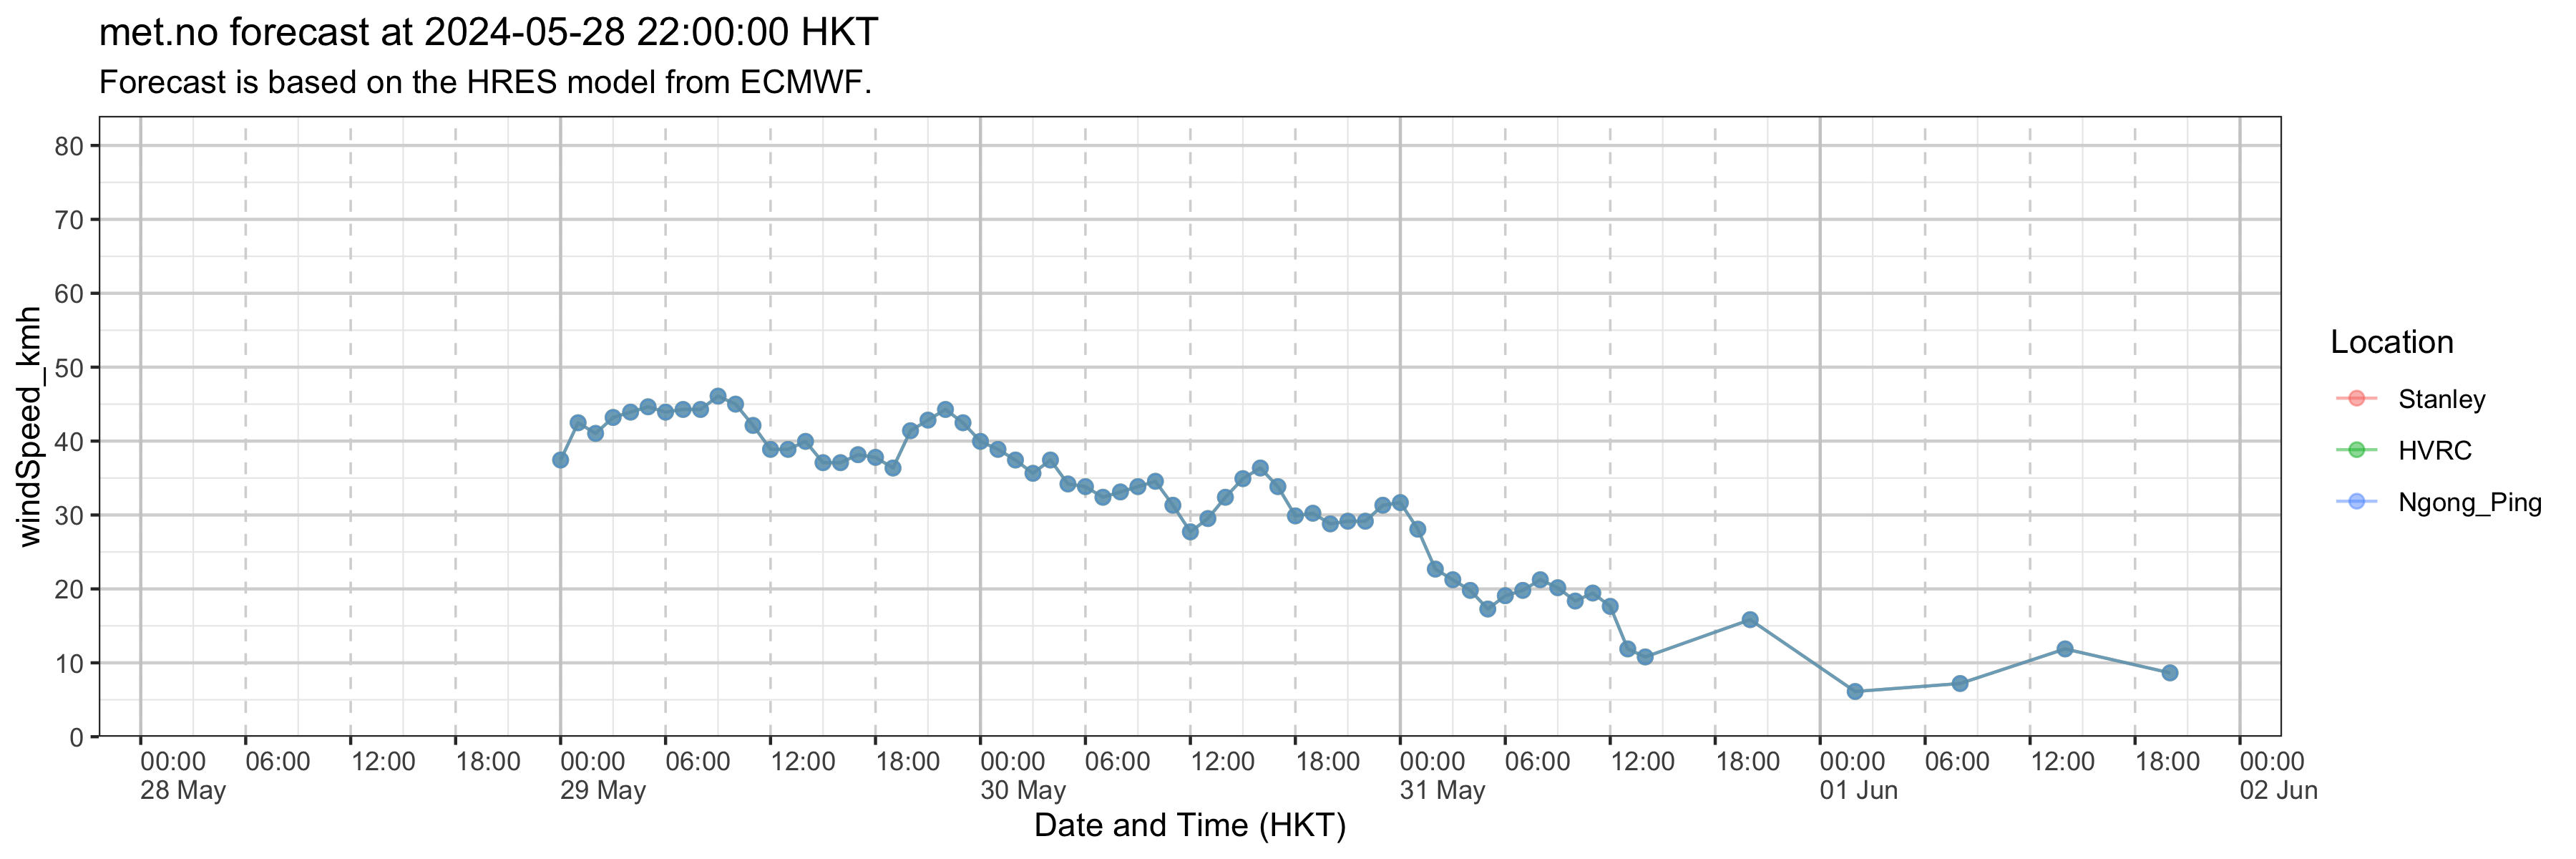 met.no forecast at 2024-05-28 22:00:00 HKT
Forecast is based on the HRES model from ECMWF.
windSpeed_kmh
80
70
60
50
40
30
20
10
0
00:00 06:00 12:00 18:00 00:00 06:00 12:00 18:00 00:00 06:00 12:00 18:00 00:00 06:00 12:00 18:00 00:00 06:00 12:00 18:00 00:00
28 May 29 May 30 May 31 May 01 Jun 02 Jun
Date and Time (HKT)
Location
Stanley
HVRC
Ngong_Ping